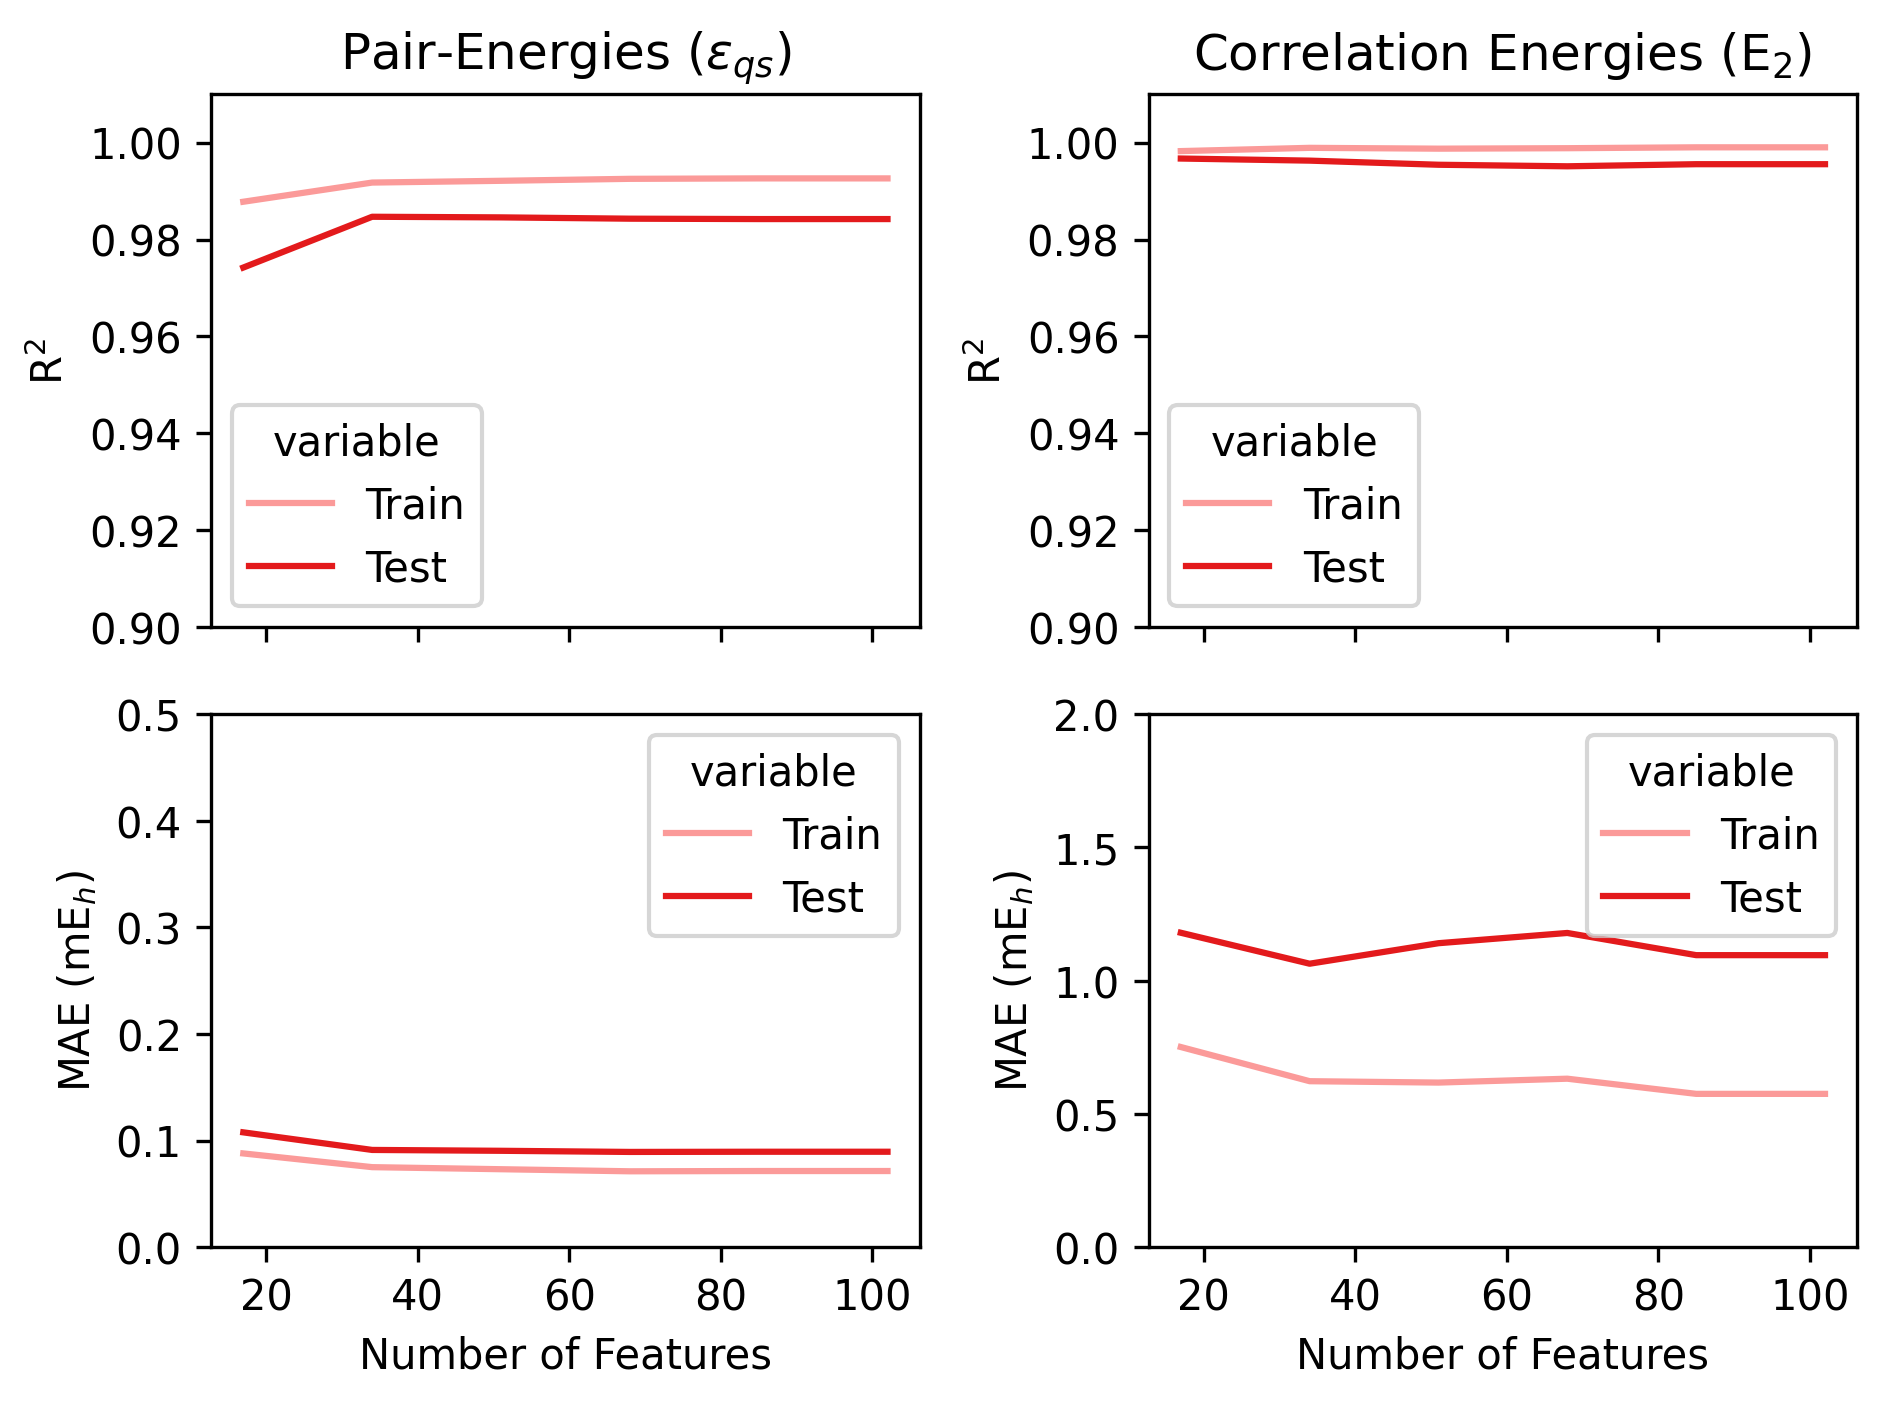 Pair-Energies (ε_qs)
R²
1.00
0.98
0.96
0.94
0.92
0.90
variable
Train
Test
Correlation Energies (E₂)
R²
1.00
0.98
0.96
0.94
0.92
0.90
variable
Train
Test
MAE (mE_h)
0.5
0.4
0.3
0.2
0.1
0.0
variable
Train
Test
20 40 60 80 100
Number of Features
MAE (mE_h)
2.0
1.5
1.0
0.5
0.0
variable
Train
Test
20 40 60 80 100
Number of Features